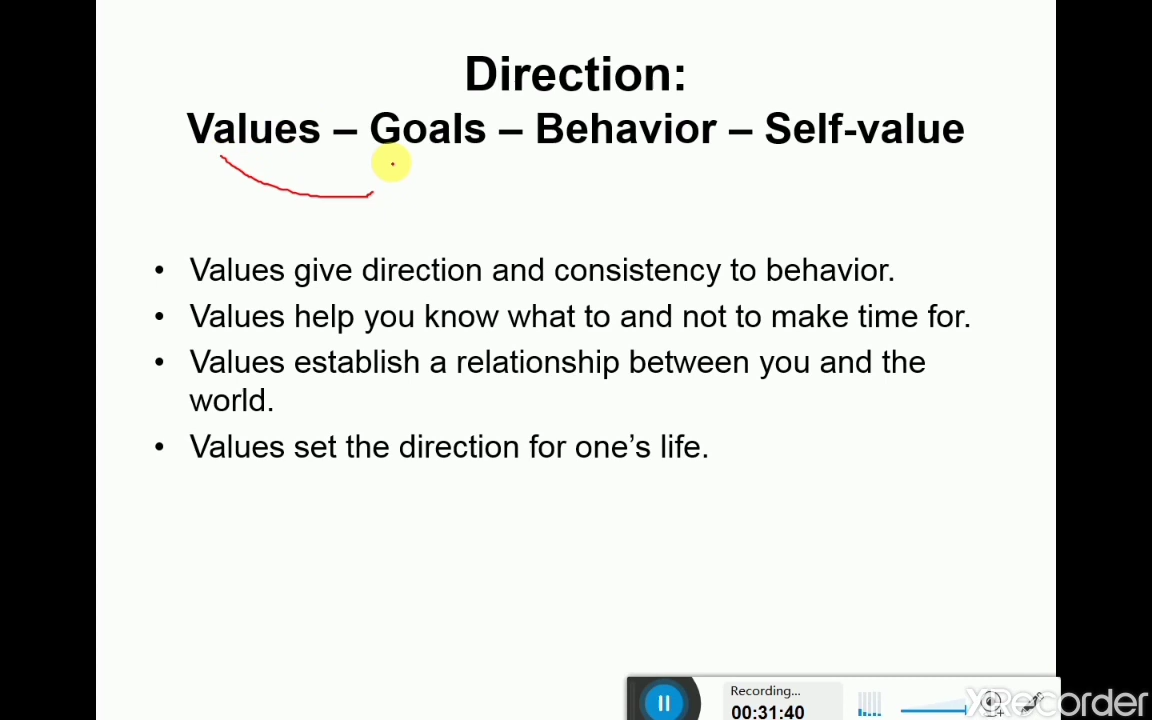 Direction:
Values – Goals – Behavior – Self-value
• Values give direction and consistency to behavior.
• Values help you know what to and not to make time for.
• Values establish a relationship between you and the
world.
• Values set the direction for one’s life.
Recording...
00:31:40
XRecorder